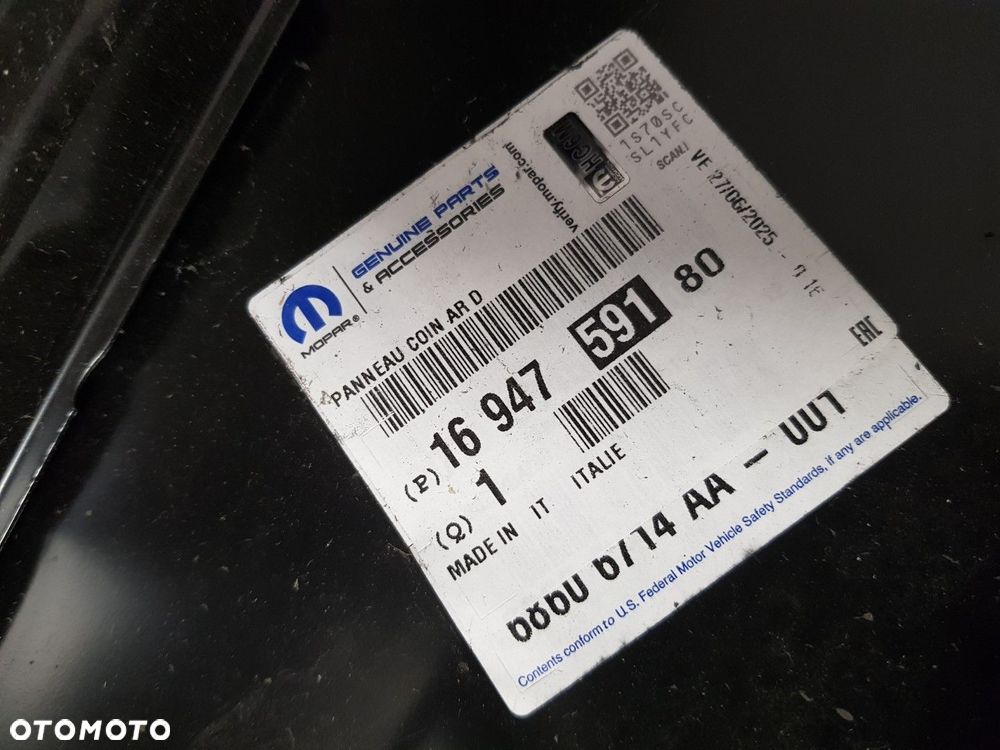 MOPAR®
GENUINE PARTS
& ACCESSORIES
verify.mopar.com
1S70SC
SL1YFC
SCAN.
VE 27/06/2025 -
PANNEAU COIN AR D
(P) 16 947 591 80
(Q) 1
MADE IN IT ITALIE
EAC
AA - 001
Contents conform to U.S. Federal Motor Vehicle Safety Standards, if any are applicable.
OTOMOTO